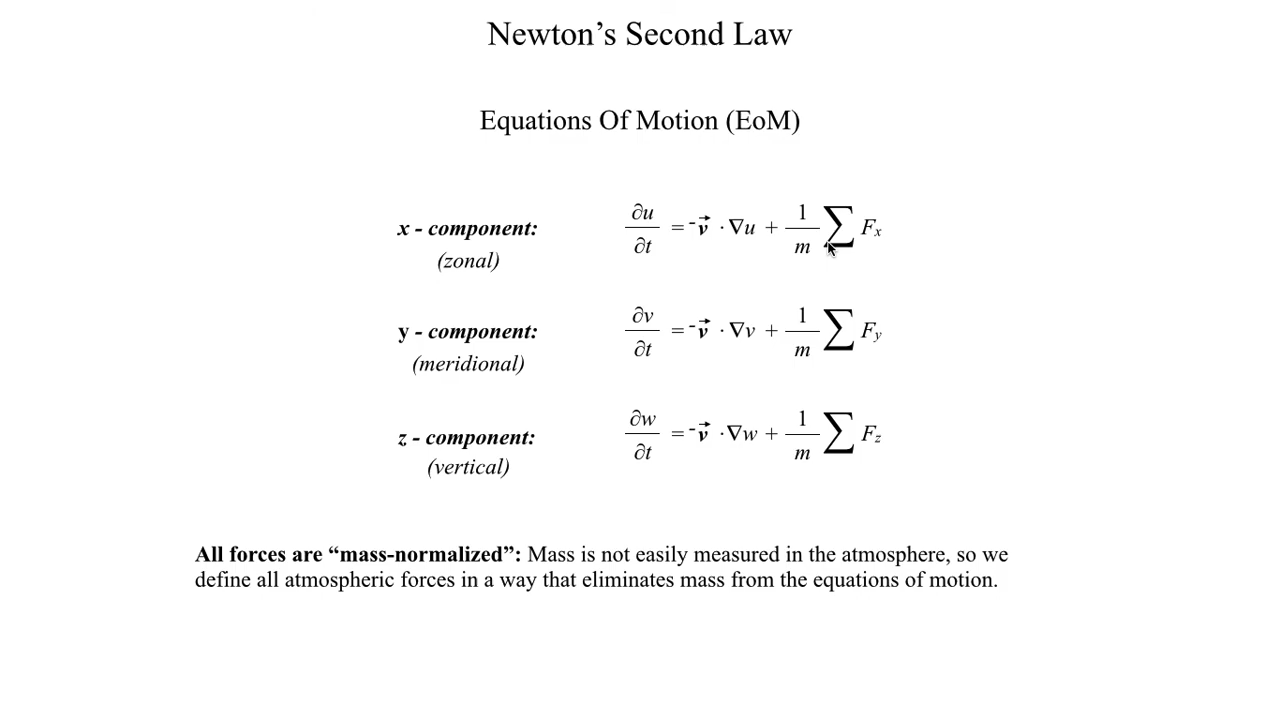 Newton’s Second Law
Equations Of Motion (EoM)
x - component: ∂u/∂t = -v⃗ · ∇u + 1/m ∑ Fₓ
(zonal)
y - component: ∂v/∂t = -v⃗ · ∇v + 1/m ∑ F_y
(meridional)
z - component: ∂w/∂t = -v⃗ · ∇w + 1/m ∑ F_z
(vertical)
All forces are “mass-normalized”: Mass is not easily measured in the atmosphere, so we
define all atmospheric forces in a way that eliminates mass from the equations of motion.